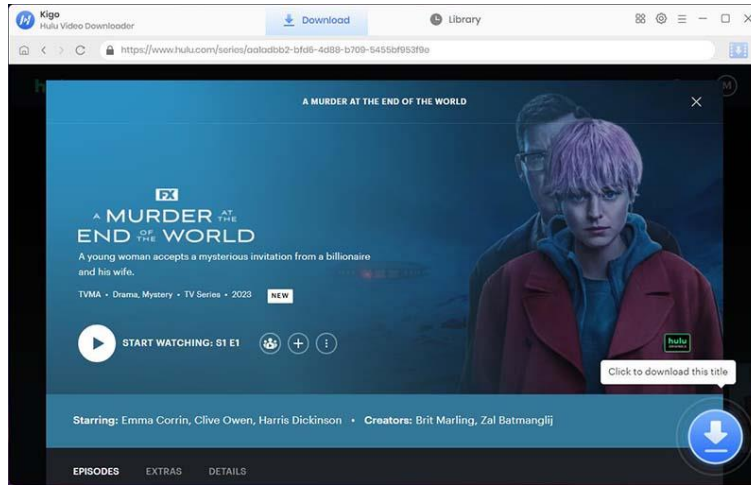 Kigo
Hulu Video Downloader
Download
Library
https://www.hulu.com/series/aaladbb2-bfd6-4d88-b709-5455bf953f9e
h
M
A MURDER AT THE END OF THE WORLD
FX
A MURDER AT THE
END OF THE WORLD
A young woman accepts a mysterious invitation from a billionaire
and his wife.
TVMA • Drama, Mystery • TV Series • 2023 NEW
START WATCHING: S1 E1
hulu
ORIGINALS
Click to download this title
Starring: Emma Corrin, Clive Owen, Harris Dickinson • Creators: Brit Marling, Zal Batmanglij
EPISODES EXTRAS DETAILS